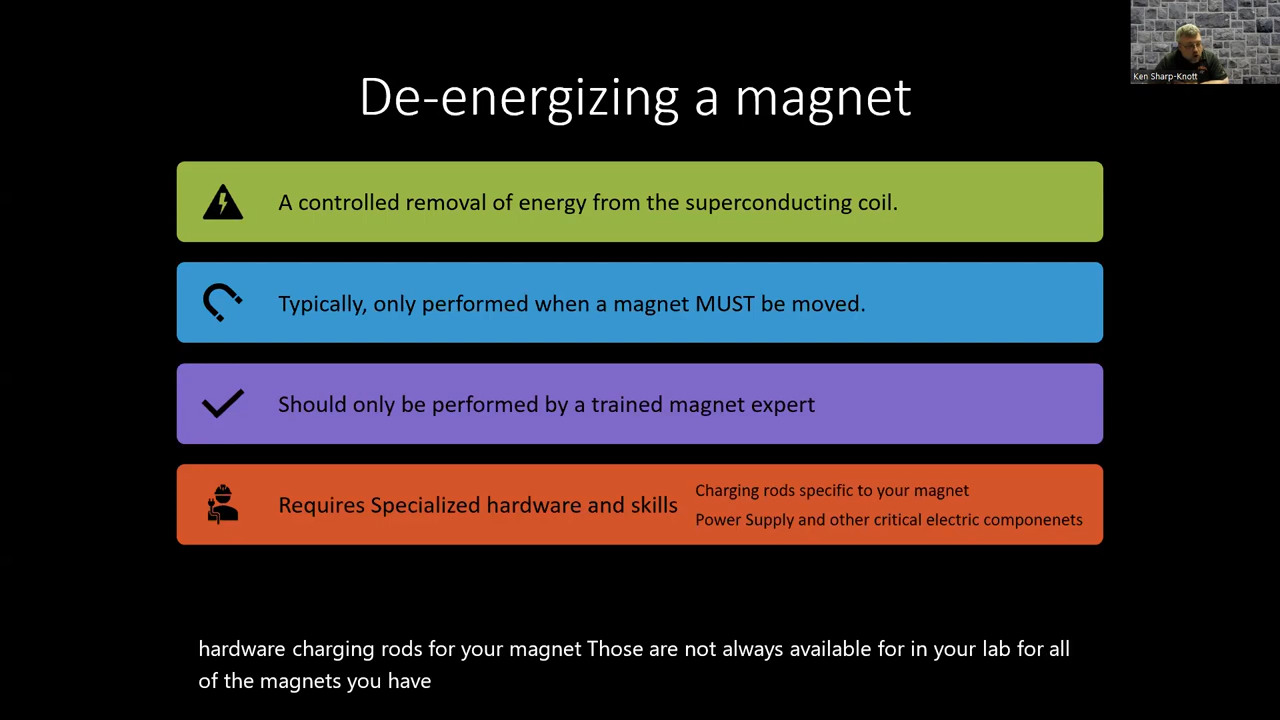 Ken Sharp-Knott
De-energizing a magnet
A controlled removal of energy from the superconducting coil.
Typically, only performed when a magnet MUST be moved.
Should only be performed by a trained magnet expert
Requires Specialized hardware and skills
Charging rods specific to your magnet
Power Supply and other critical electric componenets
hardware charging rods for your magnet Those are not always available for in your lab for all
of the magnets you have